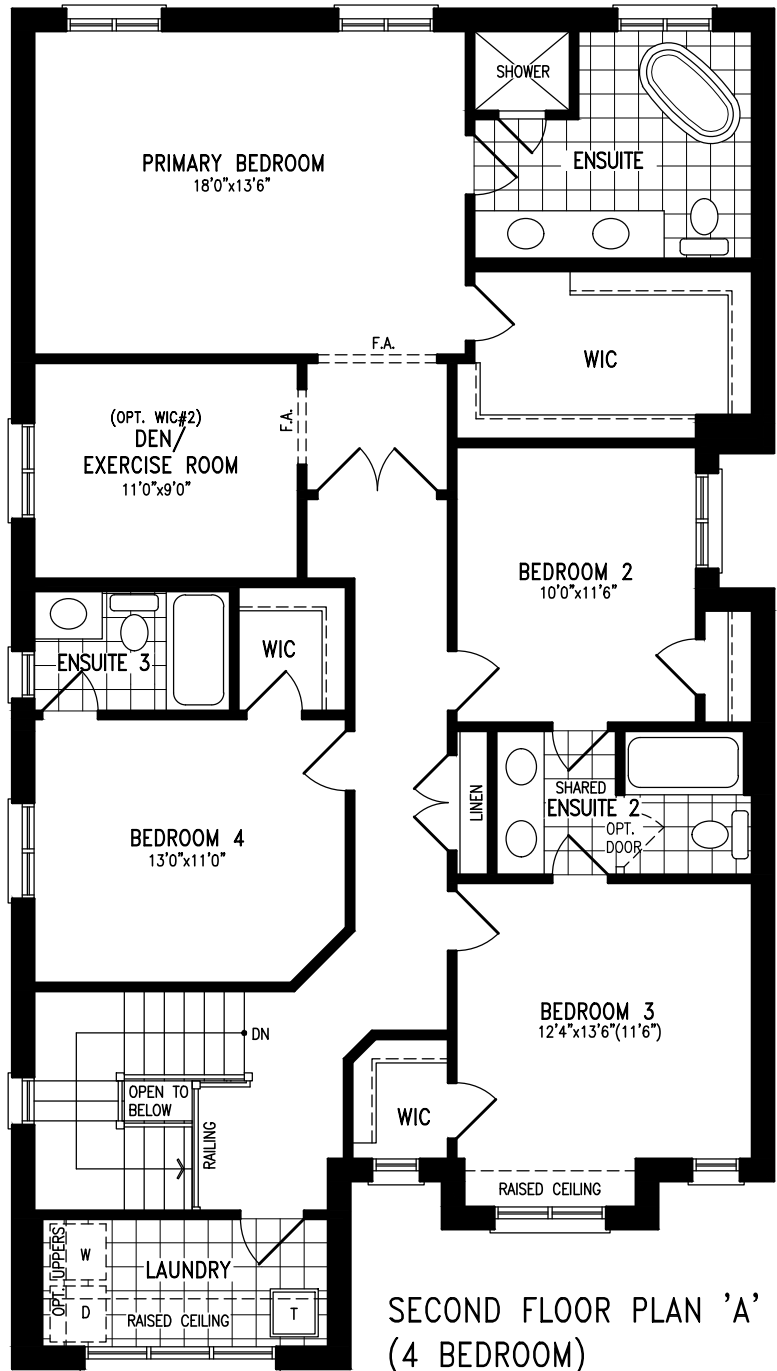 SHOWER
PRIMARY BEDROOM
18'0"x13'6"
ENSUITE
F.A.
WIC
(OPT. WIC#2)
DEN/
EXERCISE ROOM
11'0"x9'0"
F.A.
BEDROOM 2
10'0"x11'6"
ENSUITE 3
WIC
LINEN
SHARED
ENSUITE 2
OPT.
DOOR
BEDROOM 4
13'0"x11'0"
BEDROOM 3
12'4"x13'6"(11'6")
DN
OPEN TO
BELOW
RAILING
WIC
RAISED CEILING
OPT. UPPERS
W
D
LAUNDRY
RAISED CEILING
T
SECOND FLOOR PLAN 'A'
(4 BEDROOM)